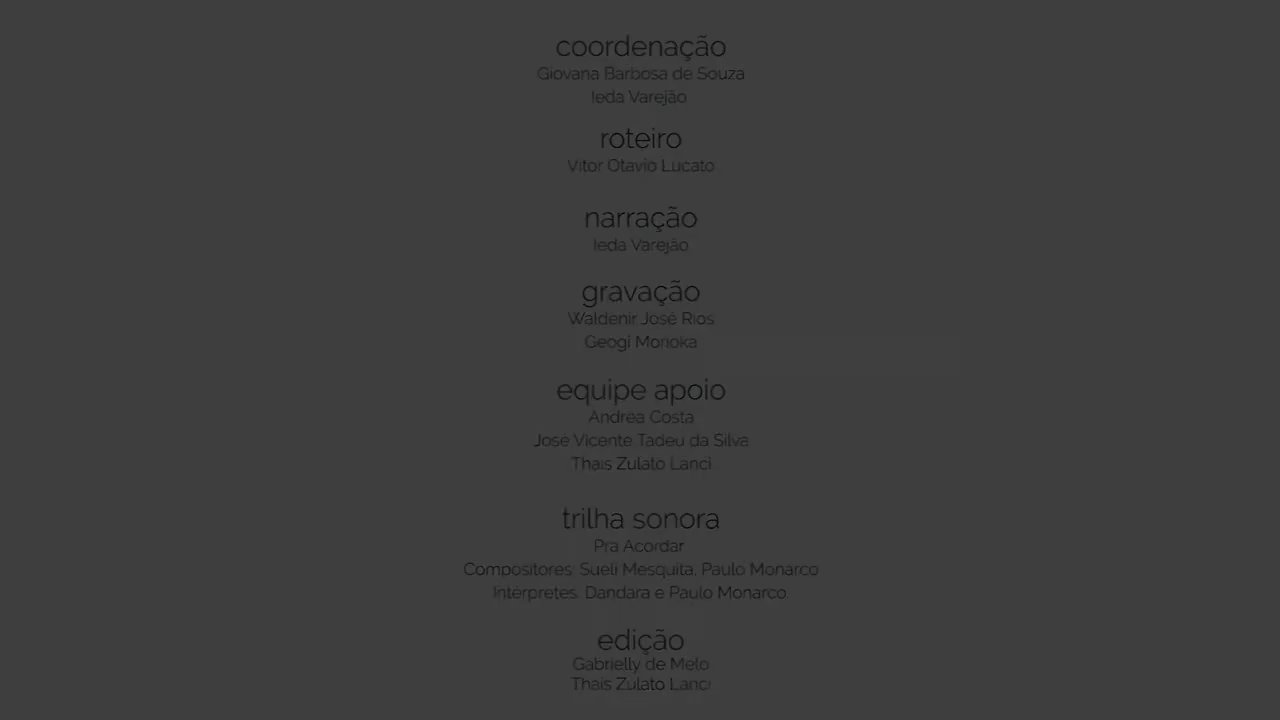 coordenação
Giovana Barbosa de Souza
Ieda Varejão
roteiro
Vitor Otavio Lucato
narração
Ieda Varejão
gravação
Waldenir José Rios
Geogi Monoka
equipe apoio
Andréa Costa
José Vicente Tadeu da Silva
Thais Zulato Lanci
trilha sonora
Pra Acordar
Compositores: Sueli Mesquita, Paulo Monarco
Intérpretes: Dandara e Paulo Monarco
edição
Gabrielly de Melo
Thais Zulato Lanci